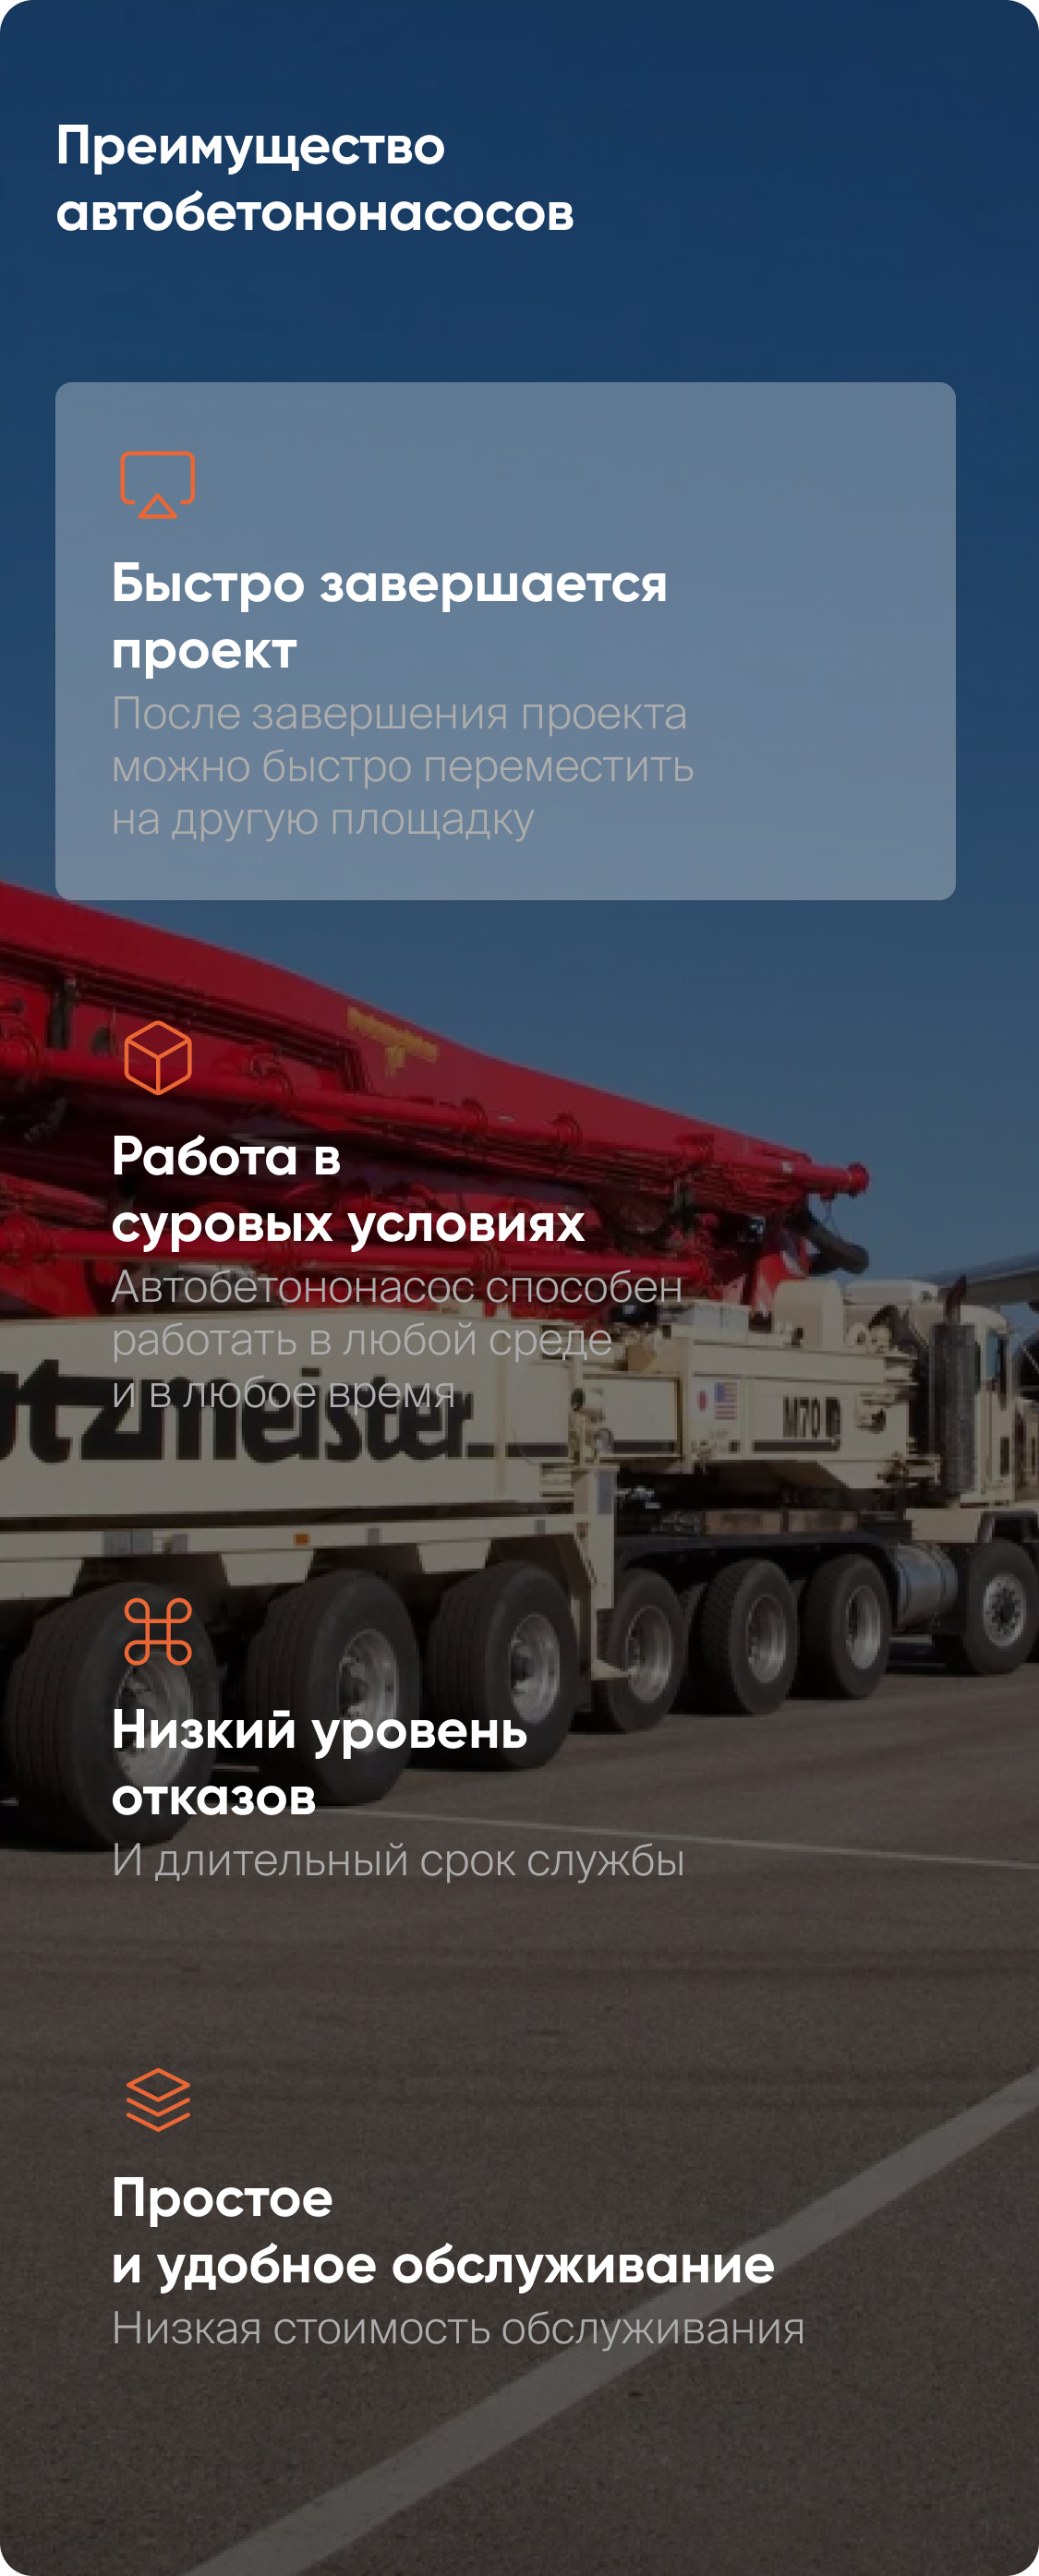 Преимущество
автобетононасосов
Быстро завершается
проект
После завершения проекта
можно быстро переместить
на другую площадку
Работа в
суровых условиях
Автобетононасос способен
работать в любой среде
и в любое время
utzmeister
M70
Низкий уровень
отказов
И длительный срок службы
Простое
и удобное обслуживание
Низкая стоимость обслуживания